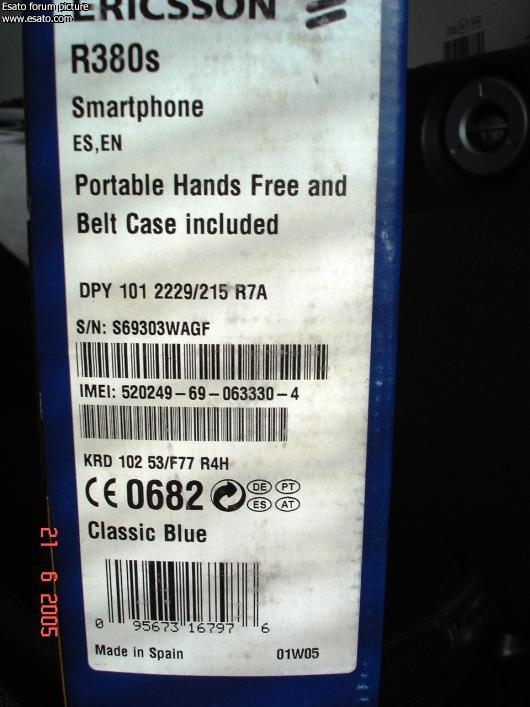 Esato forum picture
www.esato.com
ERICSSON
R380s
Smartphone
ES,EN
Portable Hands Free and
Belt Case included
DPY 101 2229/215 R7A
S/N: S69303WAGF
IMEI: 520249-69-063330-4
KRD 102 53/F77 R4H
CE 0682 DE PT
ES AT
Classic Blue
0 95673 16797 6
Made in Spain 01W05
21 6 2005